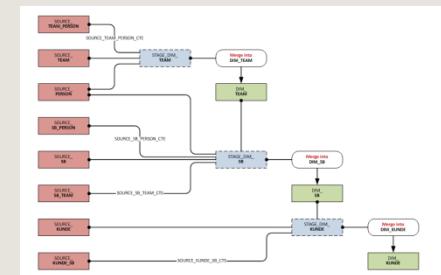 SOURCE_
TEAM_PERSON
SOURCE_TEAM_PERSON_CTE
SOURCE_
TEAM
STAGE_DIM_
TEAM
Merge into
DIM_TEAM
SOURCE_
PERSON
DIM_
TEAM
SOURCE_
SB_PERSON
SOURCE_SB_PERSON_CTE
SOURCE_
SB
STAGE_DIM_
SB
Merge into
DIM_SB
SOURCE_
SB_TEAM
SOURCE_SB_TEAM_CTE
DIM_
SB
SOURCE_
KUNDE
STAGE_DIM_
KUNDE
Merge into
DIM_KUNDE
SOURCE_
KUNDE_SB
SOURCE_KUNDE_SB_CTE
DIM_
KUNDE